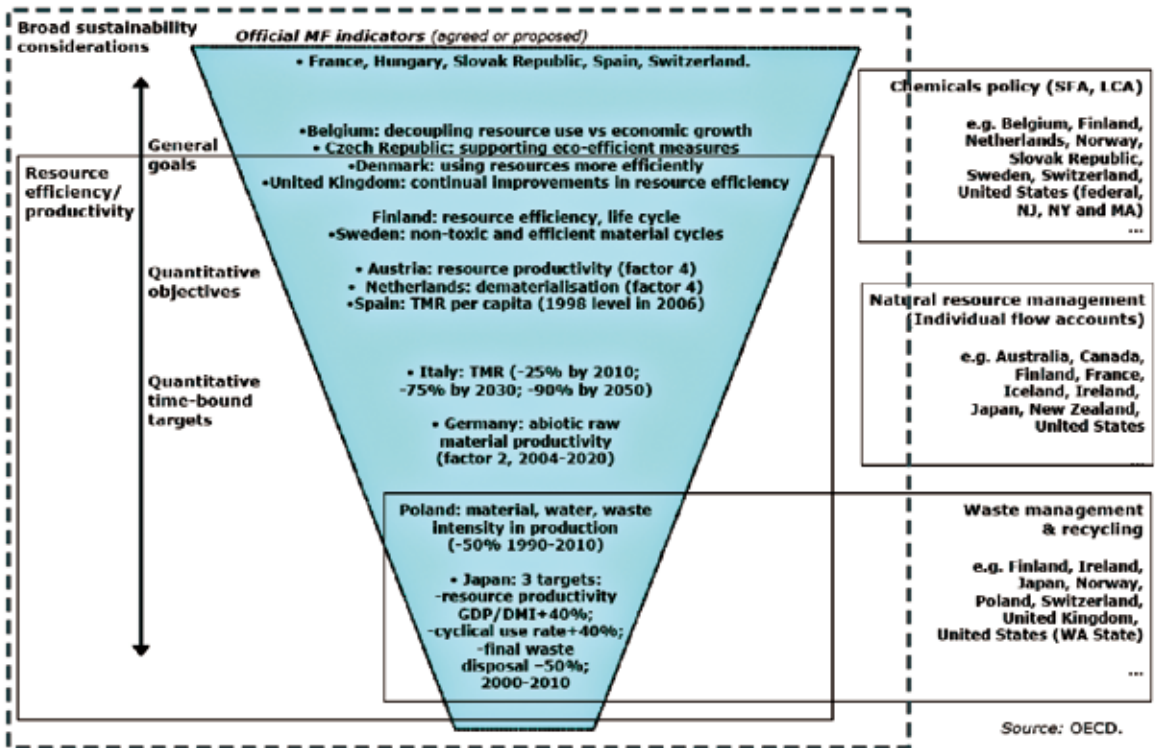 Broad sustainability
considerations
Official MF indicators (agreed or proposed)
• France, Hungary, Slovak Republic, Spain, Switzerland.
General
goals
•Belgium: decoupling resource use vs economic growth
• Czech Republic: supporting eco-efficient measures
•Denmark: using resources more efficiently
•United Kingdom: continual improvements in resource efficiency
Resource
efficiency/
productivity
Finland: resource efficiency, life cycle
•Sweden: non-toxic and efficient material cycles
Quantitative
objectives
• Austria: resource productivity (factor 4)
• Netherlands: dematerialisation (factor 4)
•Spain: TMR per capita (1998 level in 2006)
Quantitative
time-bound
targets
• Italy: TMR (-25% by 2010;
-75% by 2030; -90% by 2050)
• Germany: abiotic raw
material productivity
(factor 2, 2004-2020)
Poland: material, water, waste
intensity in production
(-50% 1990-2010)
• Japan: 3 targets:
-resource productivity
GDP/DMI+40%;
-cyclical use rate+40%;
-final waste
disposal –50%;
2000-2010
Chemicals policy (SFA, LCA)
e.g. Belgium, Finland,
Netherlands, Norway,
Slovak Republic,
Sweden, Switzerland,
United States (federal,
NJ, NY and MA)
...
Natural resource management
(Individual flow accounts)
e.g. Australia, Canada,
Finland, France,
Iceland, Ireland,
Japan, New Zealand,
United States
...
Waste management
& recycling
e.g. Finland, Ireland,
Japan, Norway,
Poland, Switzerland,
United Kingdom,
United States (WA State)
...
Source: OECD.